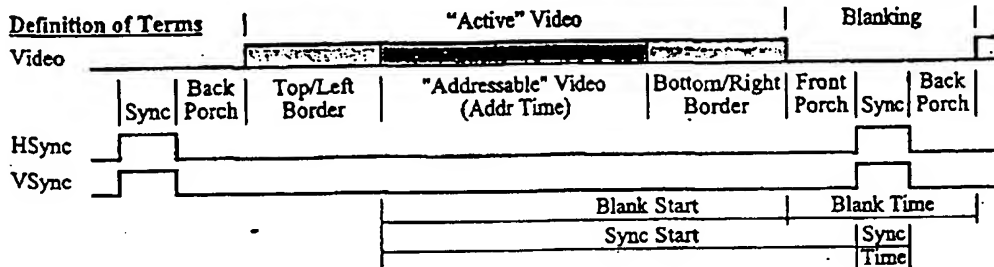 Definition of Terms
"Active" Video
Blanking
Video
Sync
Back Porch
Top/Left Border
"Addressable" Video (Addr Time)
Bottom/Right Border
Front Porch
Sync
Back Porch
HSync
VSync
Blank Start
Blank Time
Sync Start
Sync Time